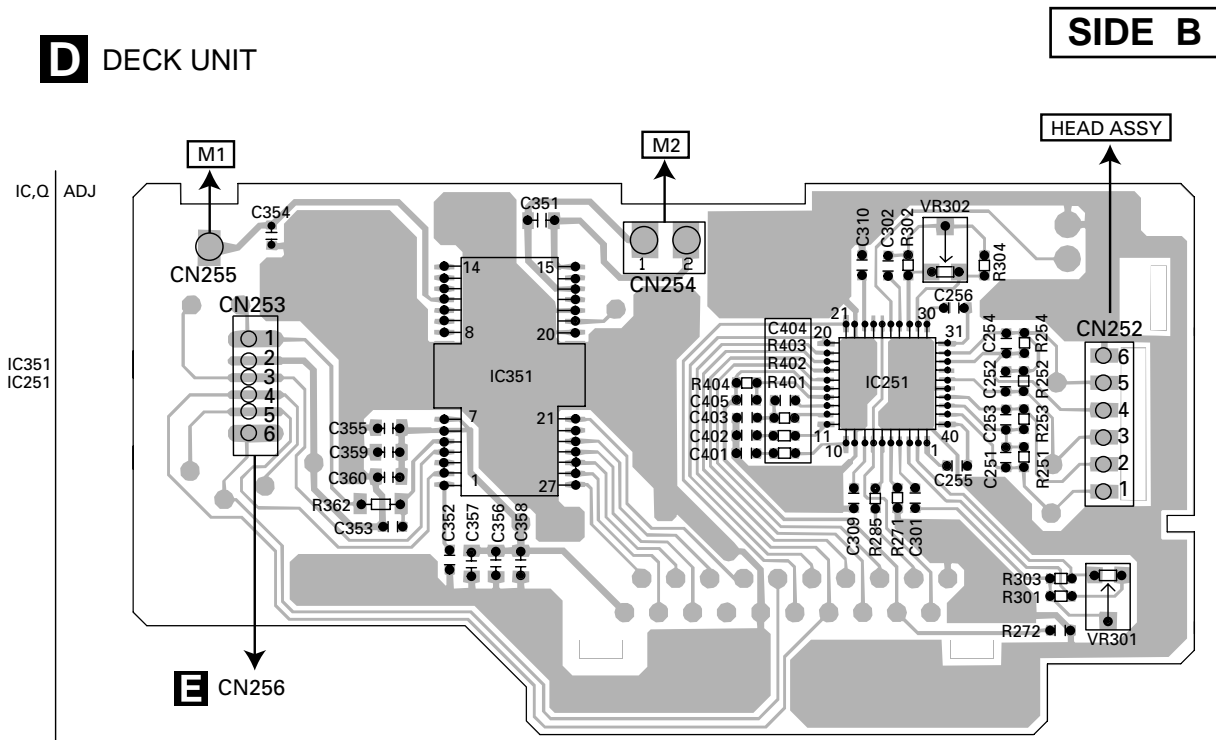 SIDE B
D DECK UNIT
HEAD ASSY
M1
M2
IC,Q ADJ
C354
C351
C310
C302
R302
VR302
R304
CN255
1 2
CN254
CN253
14 15
C256
21 30
20 31
C404
R403
R402
R401
C254
R254
CN252
1
2
3
4
5
6
8 20
IC351
IC251
IC351
IC251
R404
C405
C403
C402
C401
C252
R252
C253
R253
C251
R251
6
5
4
3
2
1
7 21
11 40
10 1
C355
C359
C360
R362
C353
1 27
C255
C352
C357
C356
C358
C309
R285
R271
C301
R303
R301
R272
VR301
E CN256